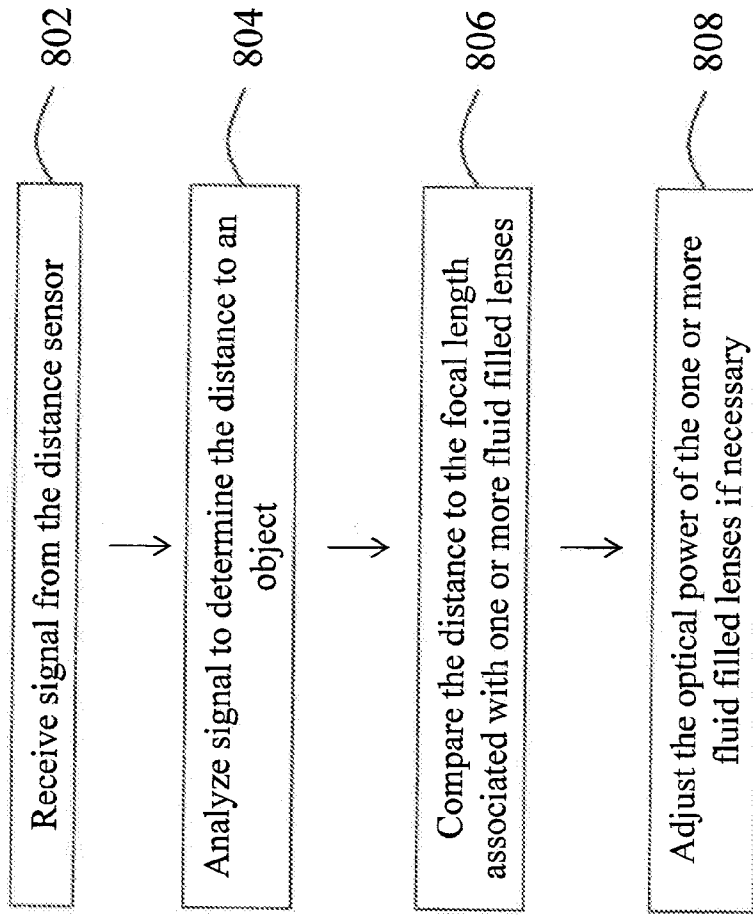 802
Receive signal from the distance sensor
804
Analyze signal to determine the distance to an
object
806
Compare the distance to the focal length
associated with one or more fluid filled lenses
808
Adjust the optical power of the one or more
fluid filled lenses if necessary